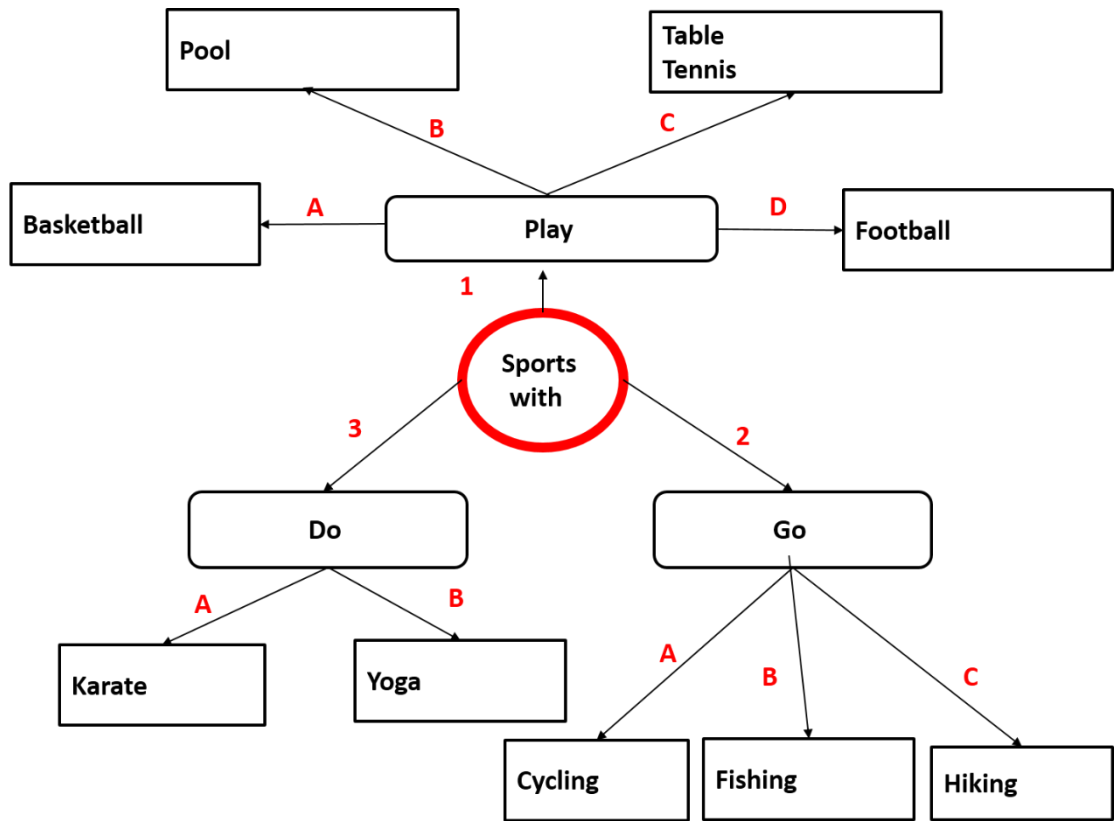 Pool
Table
Tennis
B
C
Basketball
A
Play
D
Football
1
Sports
with
3
2
Do
Go
A
B
Karate
Yoga
A
B
C
Cycling
Fishing
Hiking